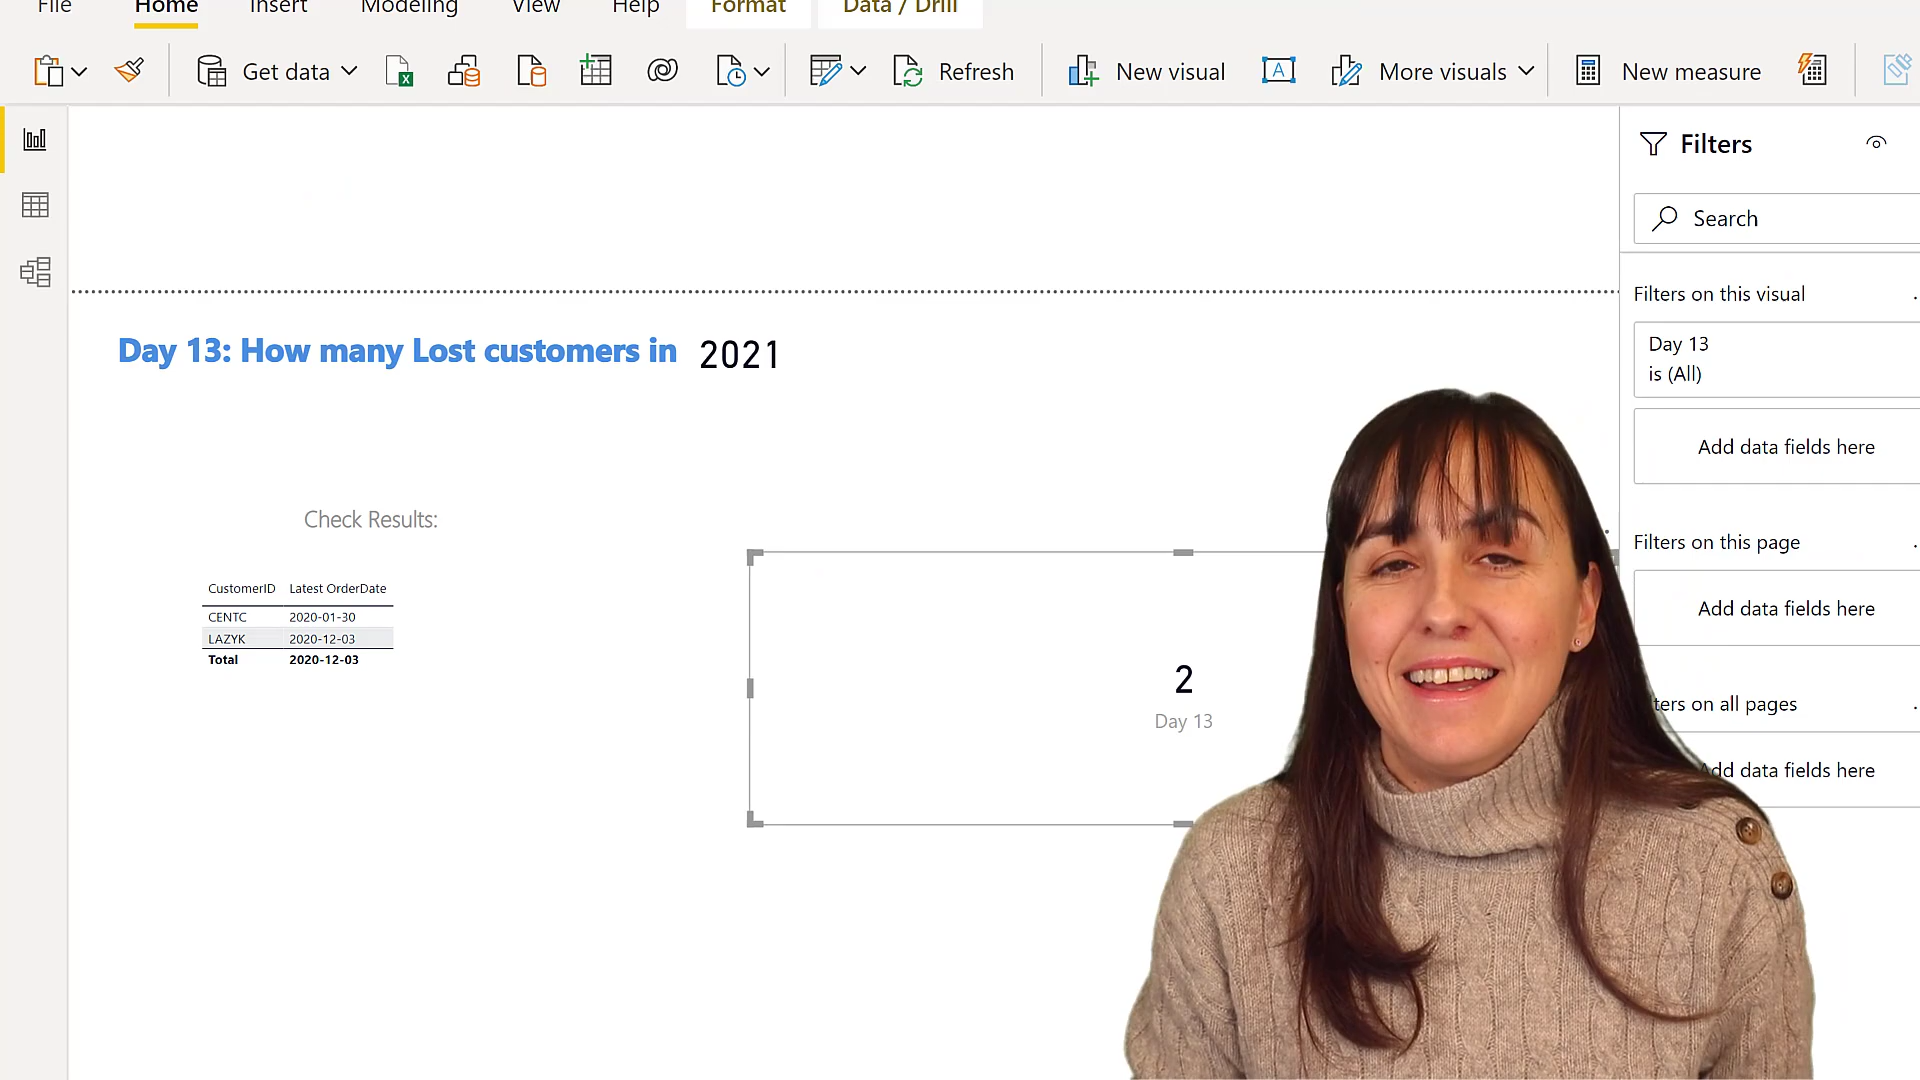 File Home Insert Modeling View Help Format Data / Drill
Get data Refresh New visual More visuals New measure
Filters
Search
Filters on this visual
Day 13
is (All)
Add data fields here
Filters on this page
Add data fields here
ters on all pages
Add data fields here
Day 13: How many Lost customers in 2021
Check Results:
CustomerID Latest OrderDate
CENTC 2020-01-30
LAZYK 2020-12-03
Total 2020-12-03
2
Day 13